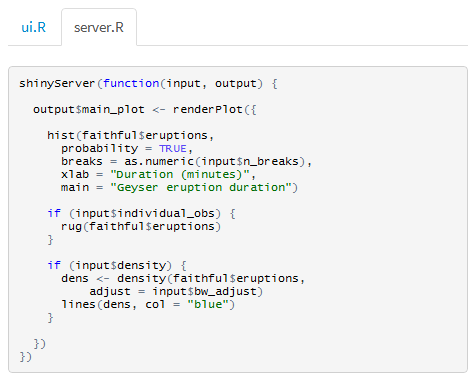 ui.R
server.R
shinyServer(function(input, output) {
  output$main_plot <- renderPlot({
    hist(faithful$eruptions,
      probability = TRUE,
      breaks = as.numeric(input$n_breaks),
      xlab = "Duration (minutes)",
      main = "Geyser eruption duration")
    if (input$individual_obs) {
      rug(faithful$eruptions)
    }
    if (input$density) {
      dens <- density(faithful$eruptions,
          adjust = input$bw_adjust)
      lines(dens, col = "blue")
    }
  })
})